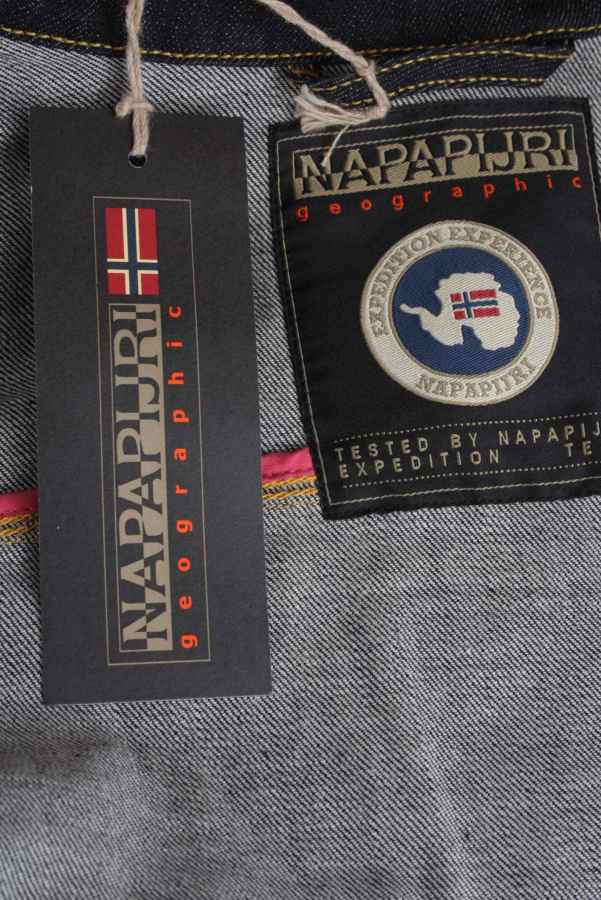 NAPAPIJRI
geographic
NAPAPIJRI
geographic
EXPEDITION EXPERIENCE
NAPAPIJRI
TESTED BY NAPAPIJ
EXPEDITION TE